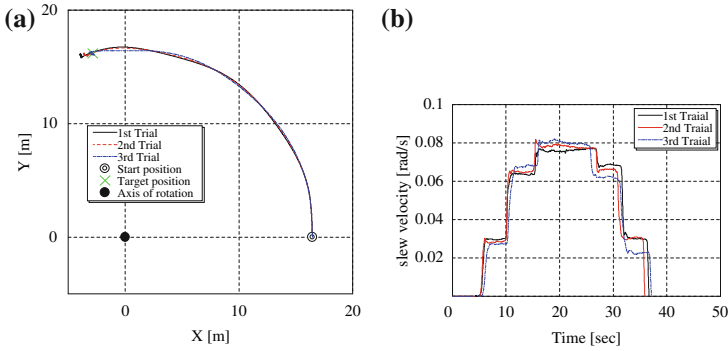 (a)
20
10
0
Y [m]
1st Trial
2nd Trial
3rd Trial
Start position
Target position
Axis of rotation
0
10
20
X [m]
(b)
0.1
0.08
0.06
0.04
0.02
slew velocity [rad/s]
1st Traial
2nd Traial
3rd Traial
0
10
20
30
40
50
Time [sec]